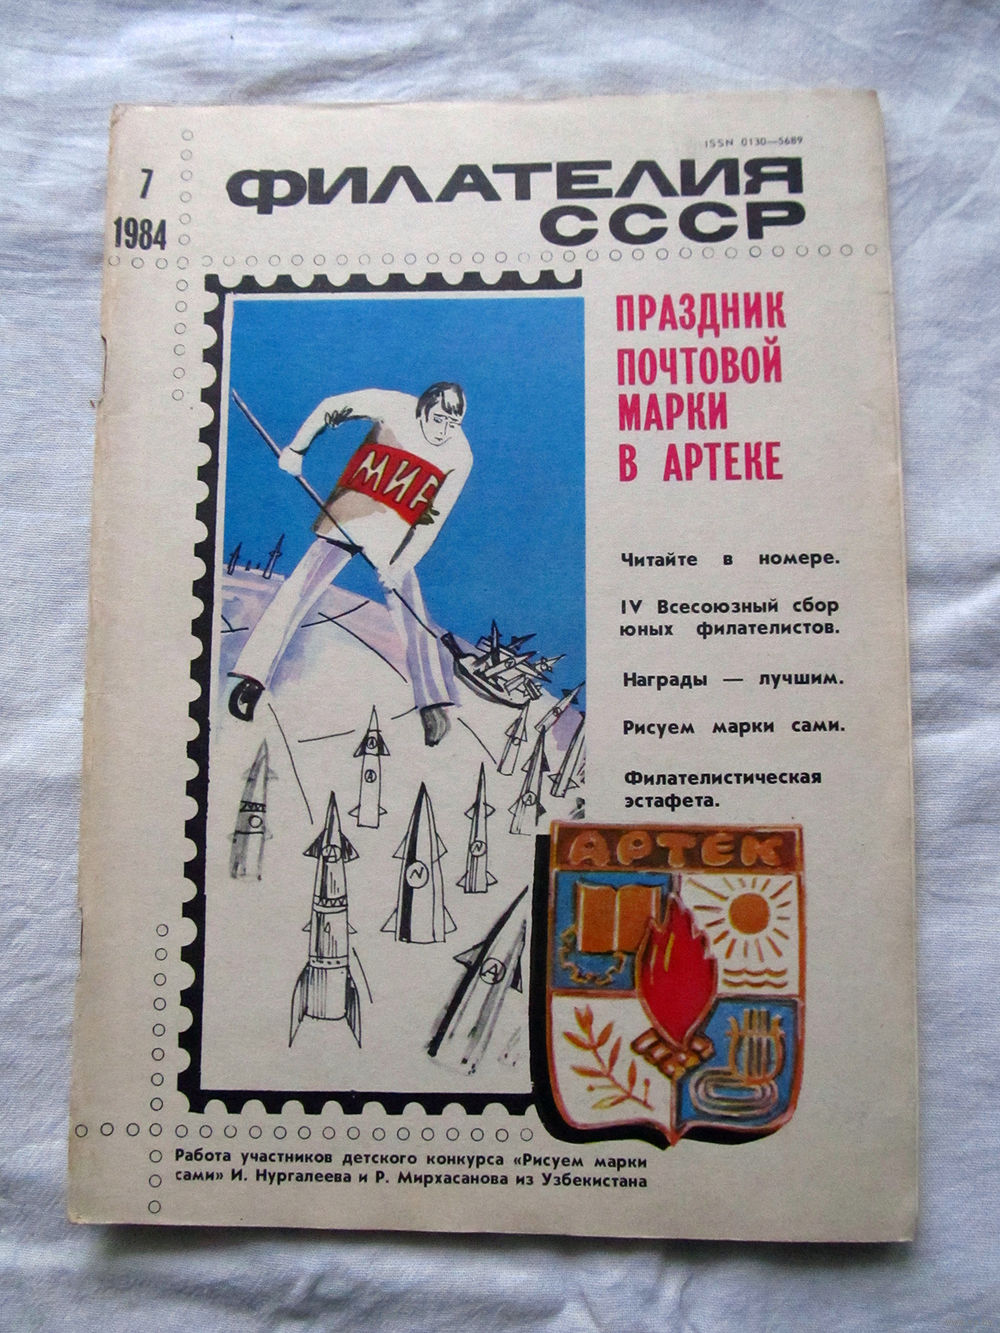 ISSN 0130—5689
7
1984
ФИЛАТЕЛИЯ
СССР
ПРАЗДНИК
ПОЧТОВОЙ
МАРКИ
В АРТЕКЕ
МИР
Читайте в номере.
IV Всесоюзный сбор
юных филателистов.
Награды — лучшим.
Рисуем марки сами.
Филателистическая
эстафета.
АРТЕК
Работа участников детского конкурса «Рисуем марки
сами» И. Нургалеева и Р. Мирхасанова из Узбекистана